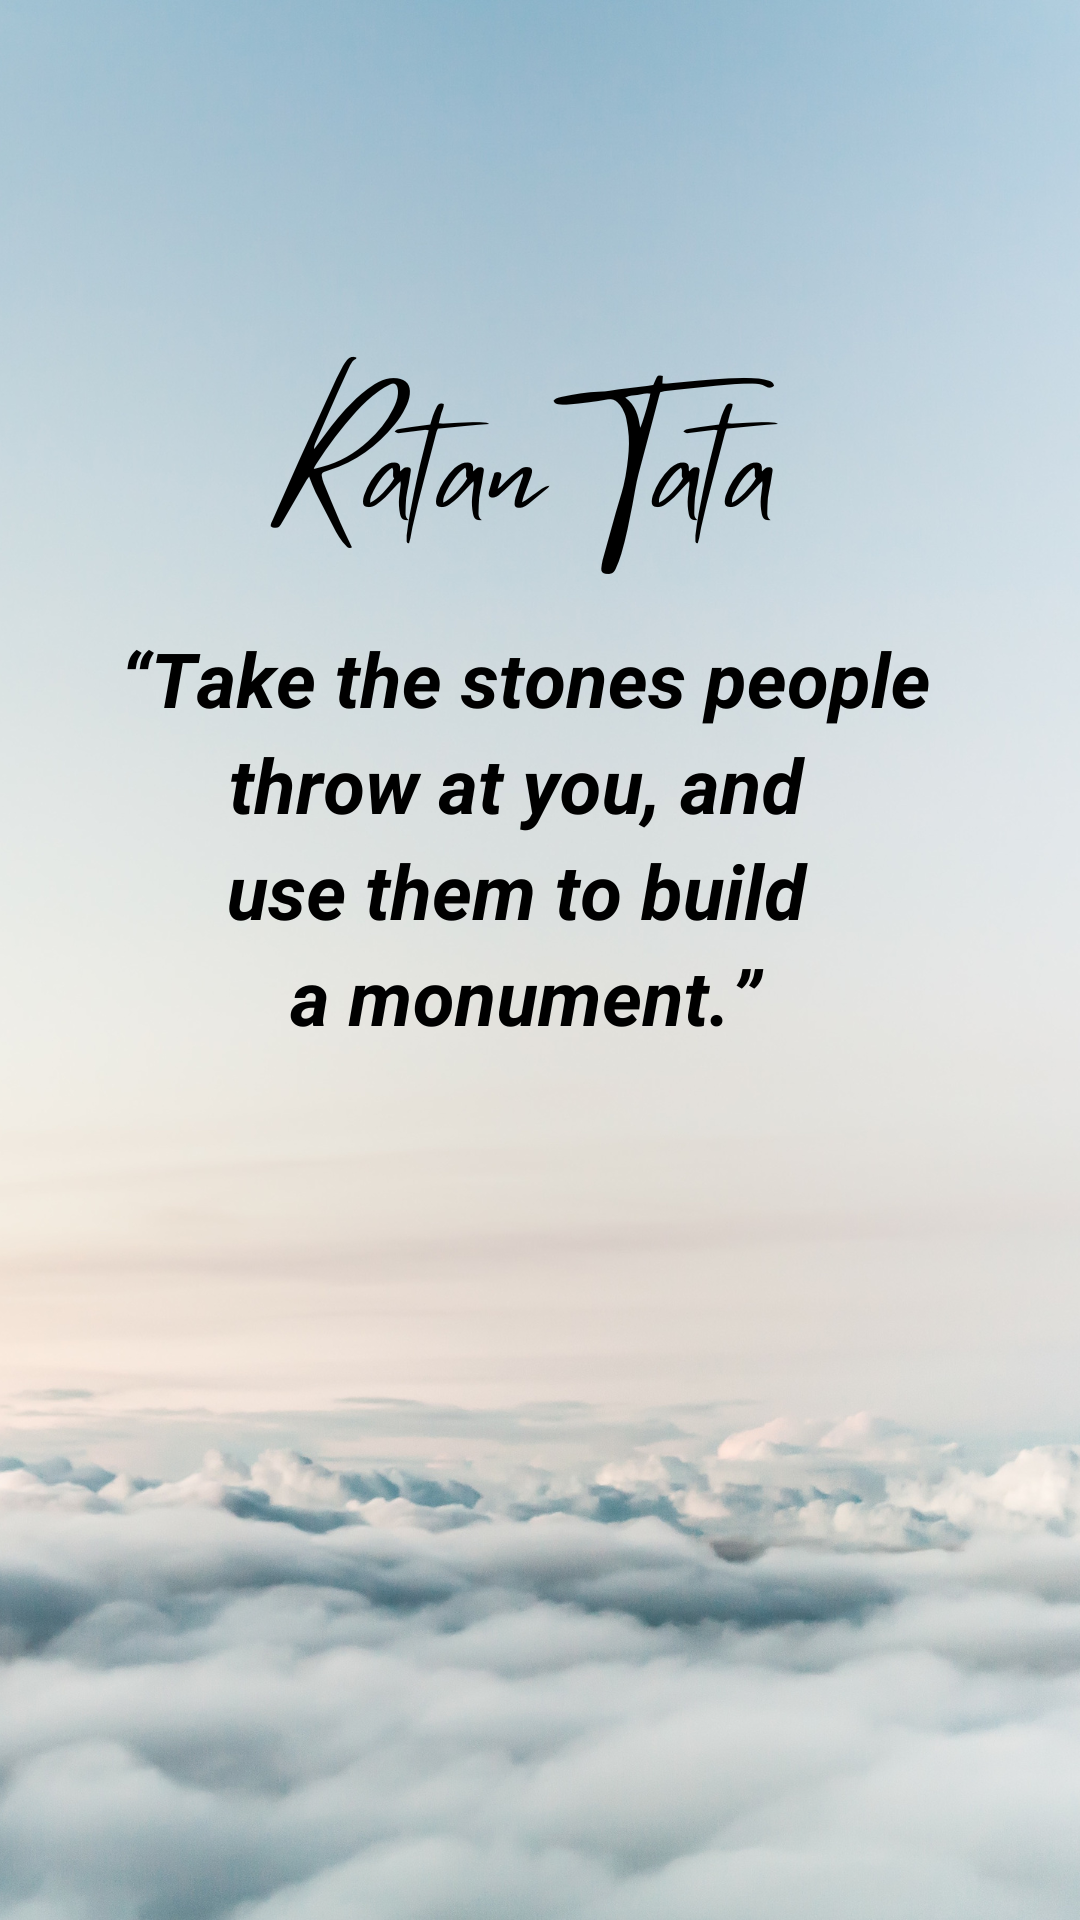 Ratan Tata
“Take the stones people
throw at you, and
use them to build
a monument.”